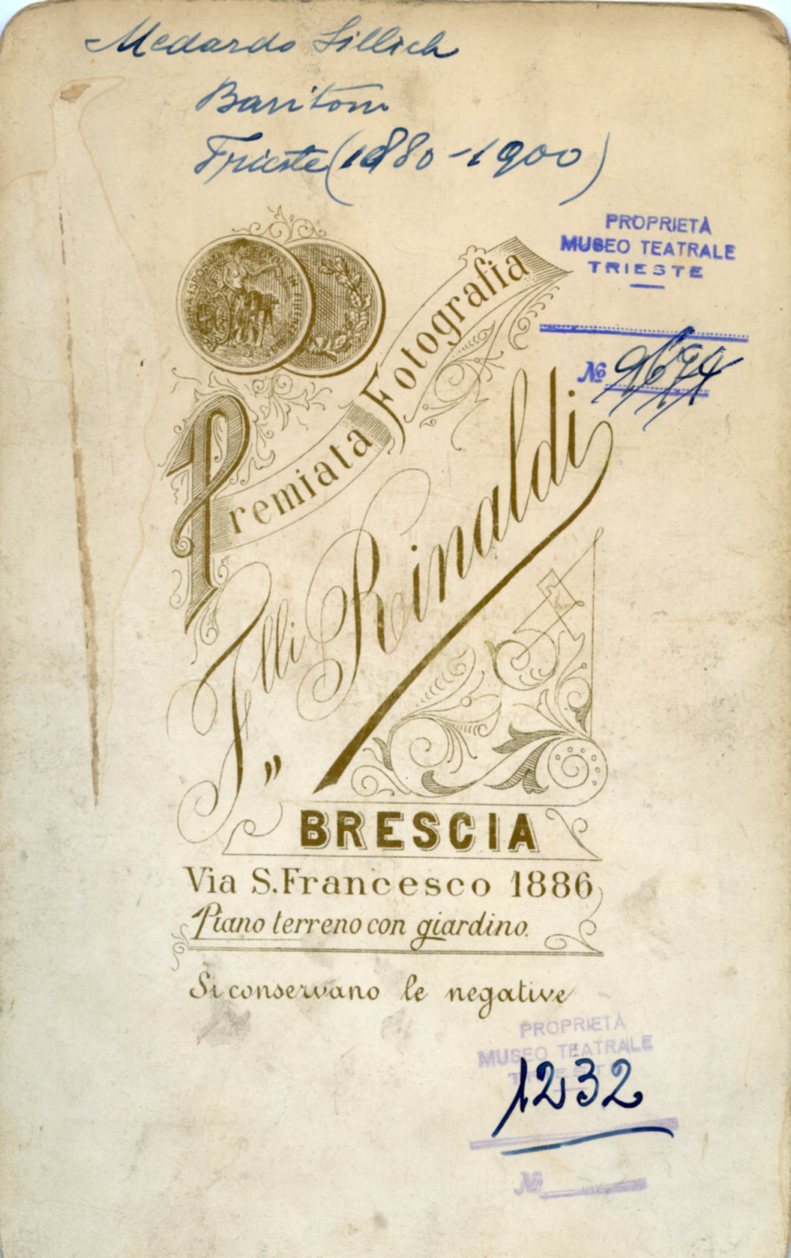 Medardo Sillich
Baritono
Trieste (1880-1900)
PROPRIETÀ
MUSEO TEATRALE
TRIESTE
№ 9674
Premiata Fotografia
F.lli Rinaldi
BRESCIA
Via S. Francesco 1886
Piano terreno con giardino.
Si conservano le negative
PROPRIETÀ
MUSEO TEATRALE
1232
№